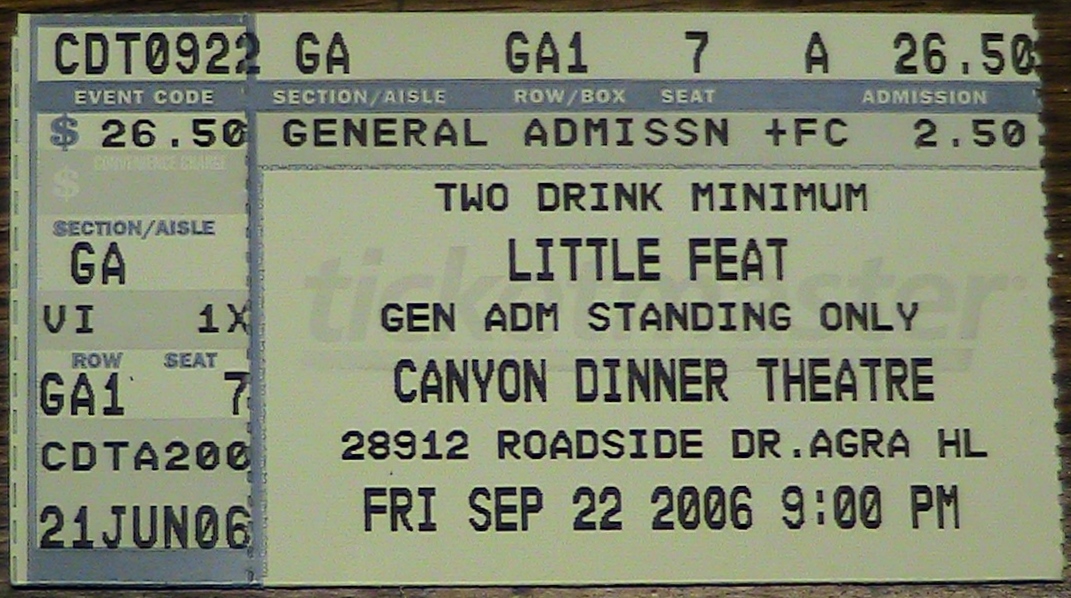 CDT0922 GA GA1 7 A 26.50
EVENT CODE SECTION/AISLE ROW/BOX SEAT ADMISSION
$ 26.50 GENERAL ADMISSN +FC 2.50
CONVENIENCE CHARGE
$
SECTION/AISLE
GA
VI 1X
ROW SEAT
GA1 7
CDTA200
21JUN06
TWO DRINK MINIMUM
LITTLE FEAT
ticketmaster
GEN ADM STANDING ONLY
CANYON DINNER THEATRE
28912 ROADSIDE DR.AGRA HL
FRI SEP 22 2006 9:00 PM